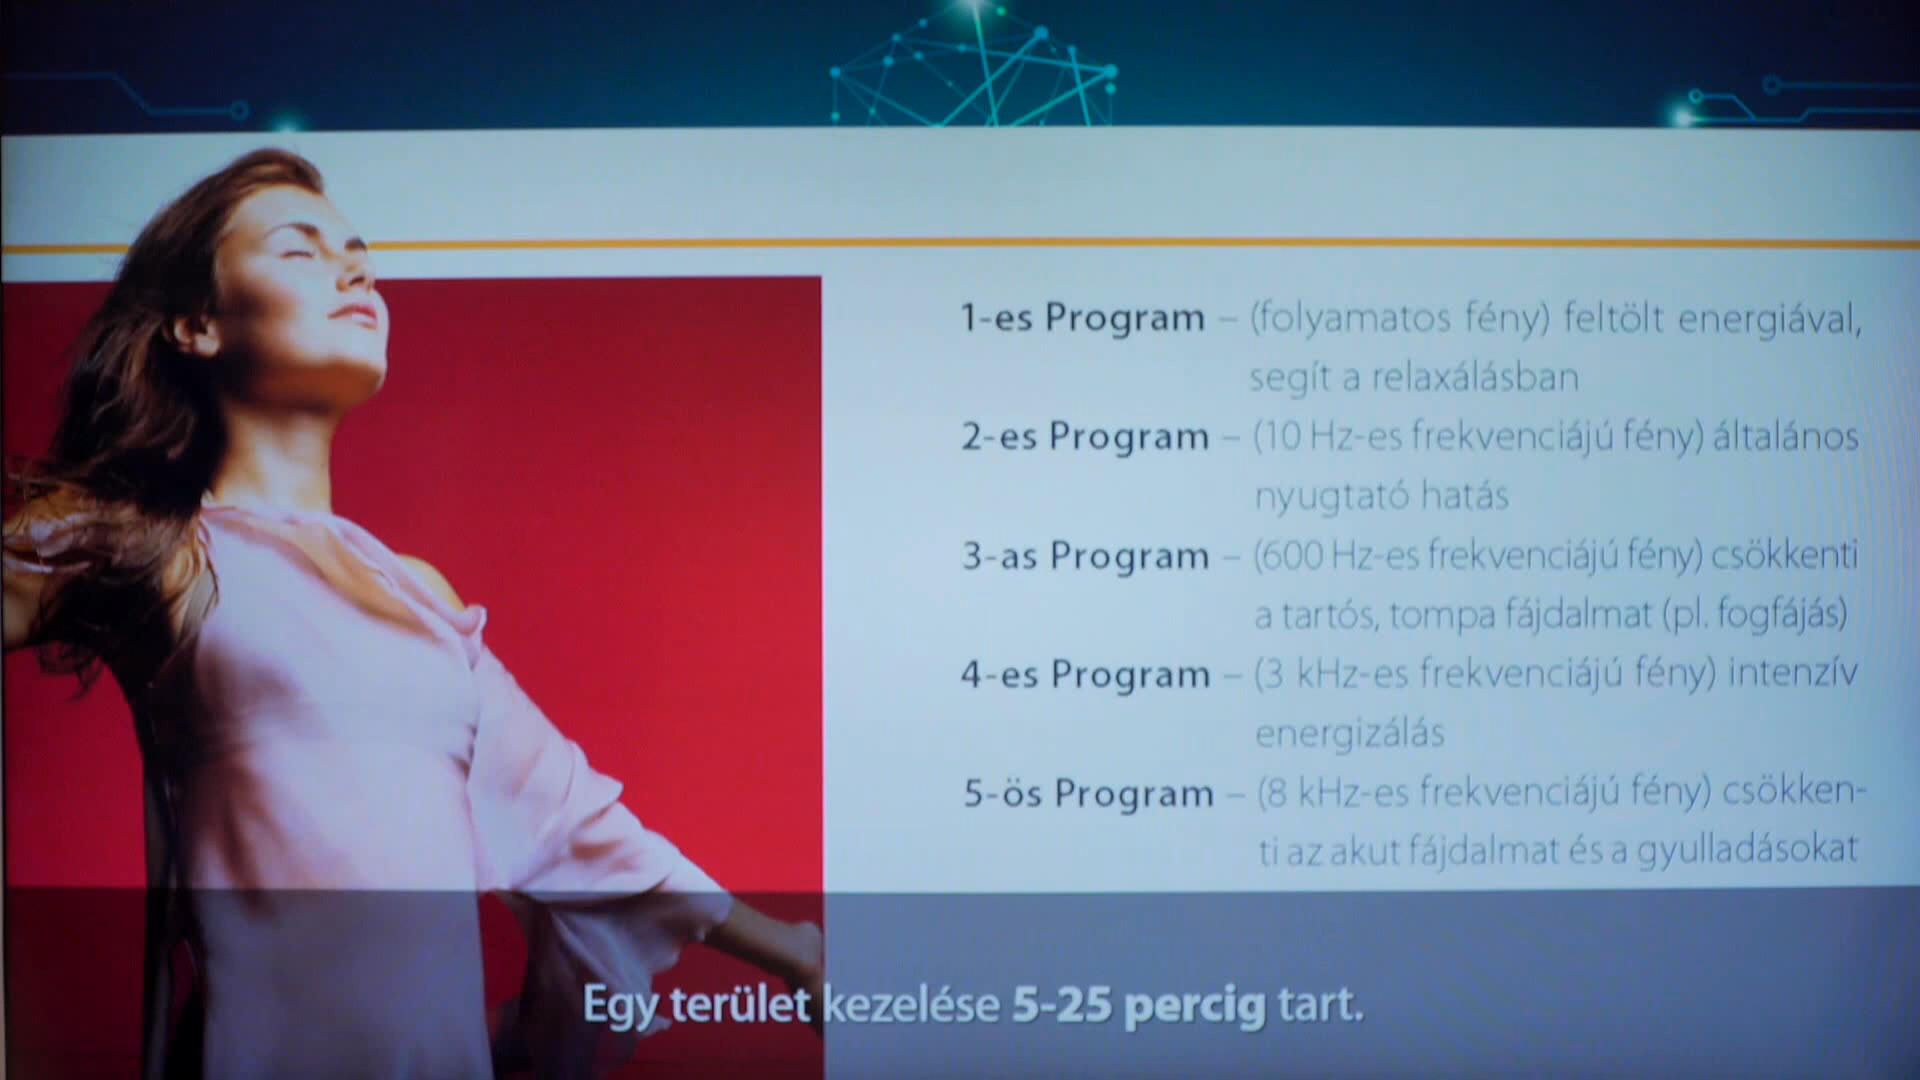 1-es Program – (folyamatos fény) feltölt energiával,
segít a relaxálásban
2-es Program – (10 Hz-es frekvenciájú fény) általános
nyugtató hatás
3-as Program – (600 Hz-es frekvenciájú fény) csökkenti
a tartós, tompa fájdalmat (pl. fogfájás)
4-es Program – (3 kHz-es frekvenciájú fény) intenzív
energizálás
5-ös Program – (8 kHz-es frekvenciájú fény) csökken-
ti az akut fájdalmat és a gyulladásokat
Egy terület kezelése 5-25 percig tart.